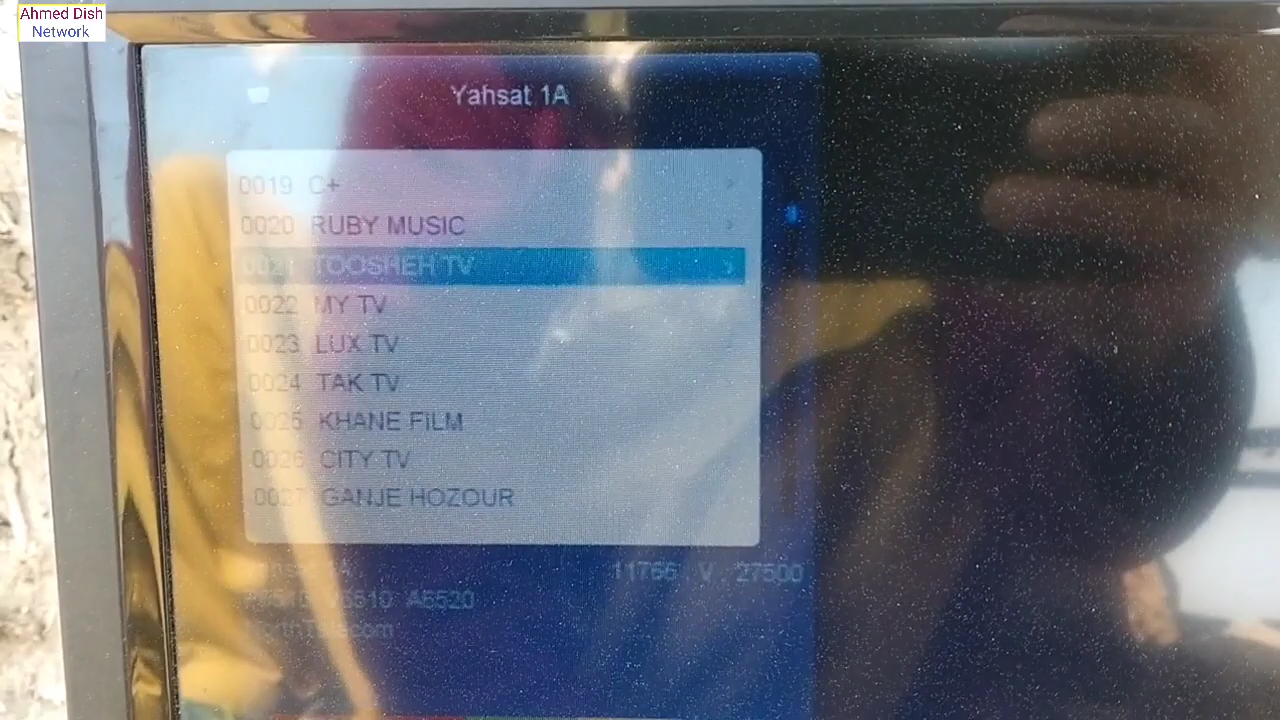 Ahmed Dish
Network
Yahsat 1A
0019 C+
0020 RUBY MUSIC
0021 TOOSHEH TV
0022 MY TV
0023 LUX TV
0024 TAK TV
0025 KHANE FILM
0026 CITY TV
0027 GANJE HOZOUR
11766 V 27500
A6520